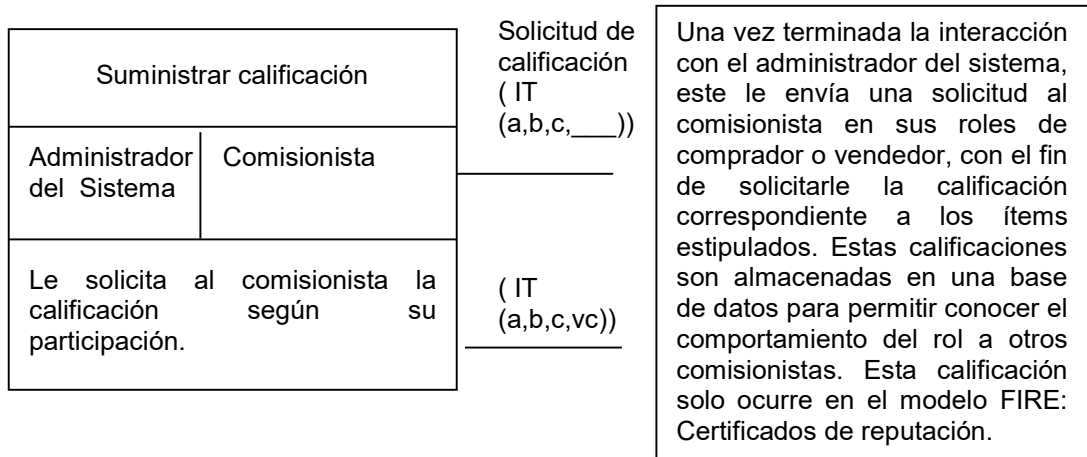 Suministrar calificación
Administrador
del Sistema
Comisionista
Le solicita al comisionista la
calificación según su
participación.
Solicitud de
calificación
( IT
(a,b,c,___))
( IT
(a,b,c,vc))
Una vez terminada la interacción
con el administrador del sistema,
este le envía una solicitud al
comisionista en sus roles de
comprador o vendedor, con el fin
de solicitarle la calificación
correspondiente a los ítems
estipulados. Estas calificaciones
son almacenadas en una base
de datos para permitir conocer el
comportamiento del rol a otros
comisionistas. Esta calificación
solo ocurre en el modelo FIRE:
Certificados de reputación.